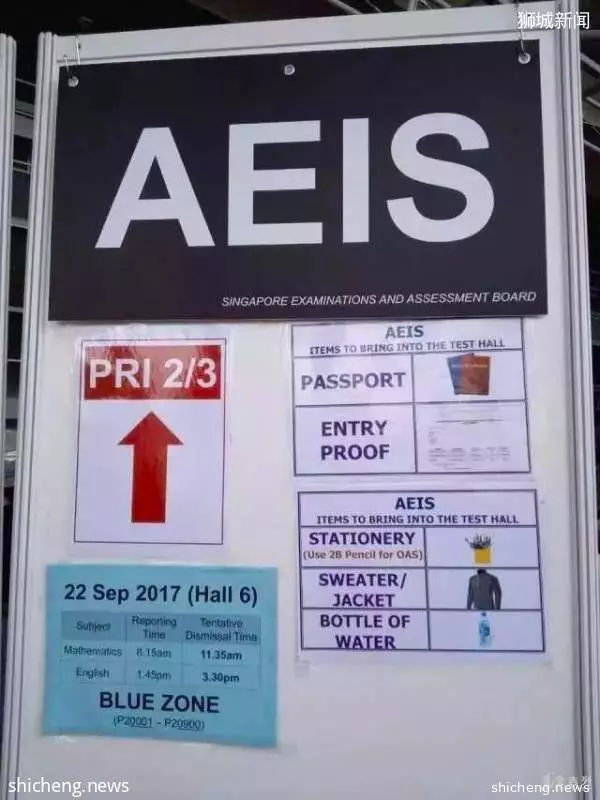 狮城新闻
AEIS
SINGAPORE EXAMINATIONS AND ASSESSMENT BOARD
PRI 2/3
AEIS
ITEMS TO BRING INTO THE TEST HALL
PASSPORT
ENTRY
PROOF
AEIS
ITEMS TO BRING INTO THE TEST HALL
STATIONERY
(Use 2B Pencil for OAS)
SWEATER/
JACKET
BOTTLE OF
WATER
22 Sep 2017 (Hall 6)
Subject Reporting Time Tentative Dismissal Time
Mathematics 8.15am 11.35am
English 1.45pm 3.30pm
BLUE ZONE
(P20001 – P20900)
shicheng.news
shicheng.news